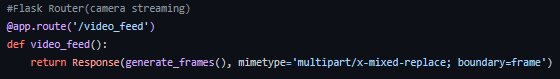 #Flask Router(camera streaming)
@app.route('/video_feed')
def video_feed():
    return Response(generate_frames(), mimetype='multipart/x-mixed-replace; boundary=frame')